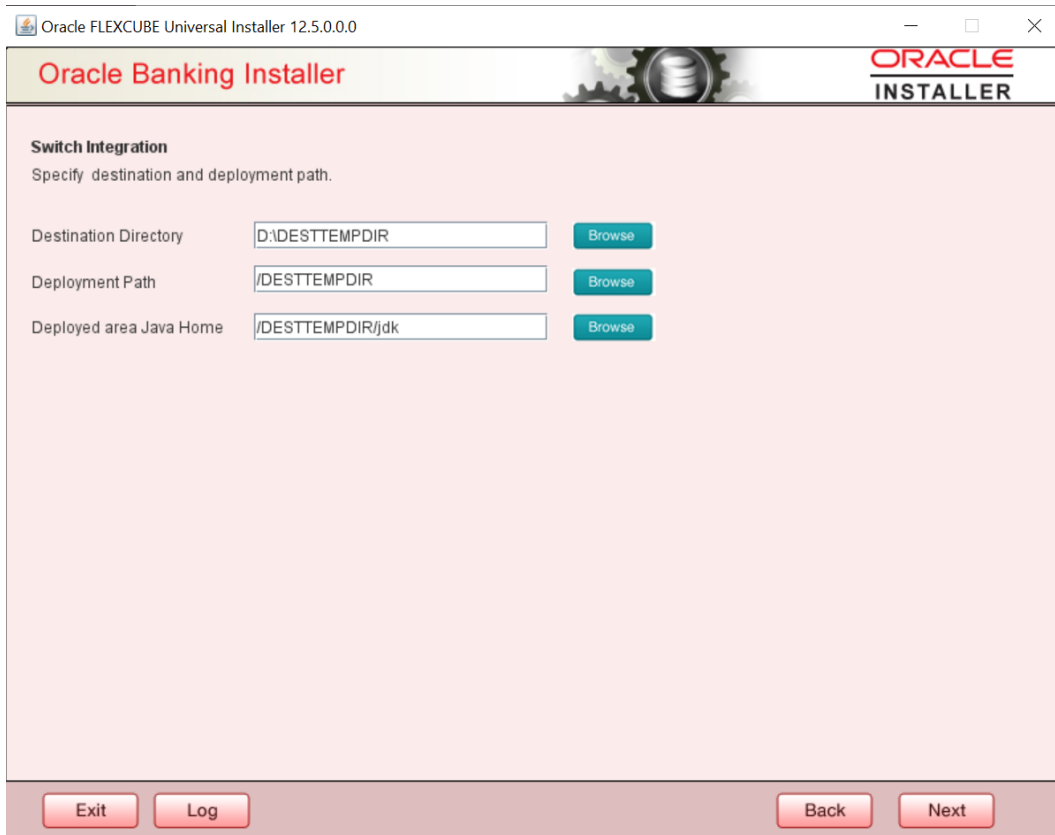 Oracle FLEXCUBE Universal Installer 12.5.0.0.0
Oracle Banking Installer
ORACLE
INSTALLER
Switch Integration
Specify destination and deployment path.
Destination Directory D:\DESTTEMPDIR Browse
Deployment Path /DESTTEMPDIR Browse
Deployed area Java Home /DESTTEMPDIR/jdk Browse
Exit Log Back Next